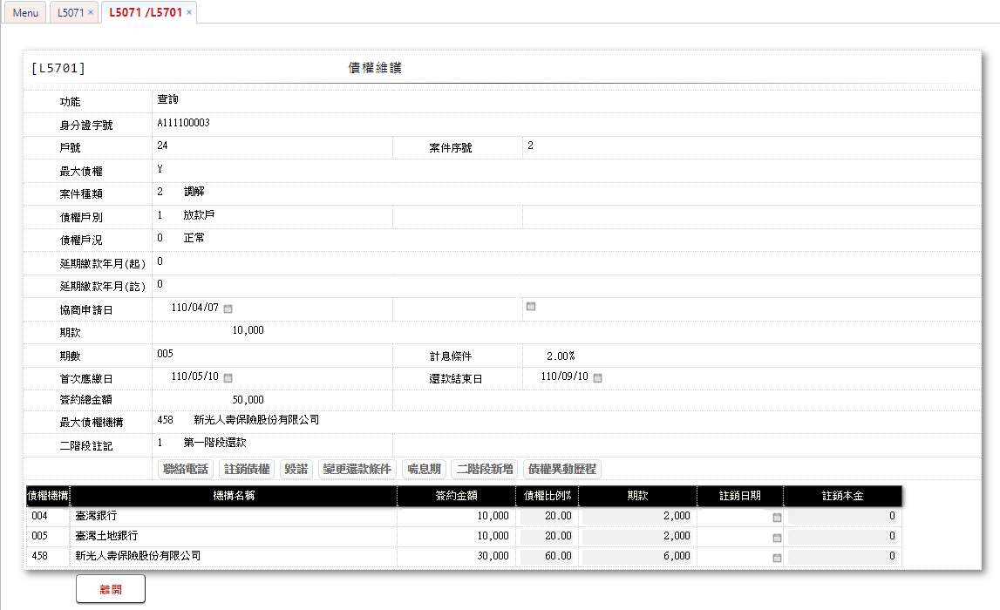 Menu L5071 × L5071 /L5701 ×
[L5701] 債權維護
功能 查詢
身分證字號 A111100003
戶號 24 案件序號 2
最大債權 Y
案件種類 2 調解
債權戶別 1 放款戶
債權戶況 0 正常
延期繳款年月(起) 0
延期繳款年月(訖) 0
協商申請日 110/04/07
期款 10,000
期數 005 計息條件 2.00%
首次應繳日 110/05/10 還款結束日 110/09/10
簽約總金額 50,000
最大債權機構 458 新光人壽保險股份有限公司
二階段註記 1 第一階段還款
聯絡電話 註銷債權 毀諾 變更還款條件 喘息期 二階段新增 債權異動歷程
債權機構 機構名稱 簽約金額 債權比例% 期款 註銷日期 註銷本金
004 臺灣銀行 10,000 20.00 2,000 0
005 臺灣土地銀行 10,000 20.00 2,000 0
458 新光人壽保險股份有限公司 30,000 60.00 6,000 0
離開